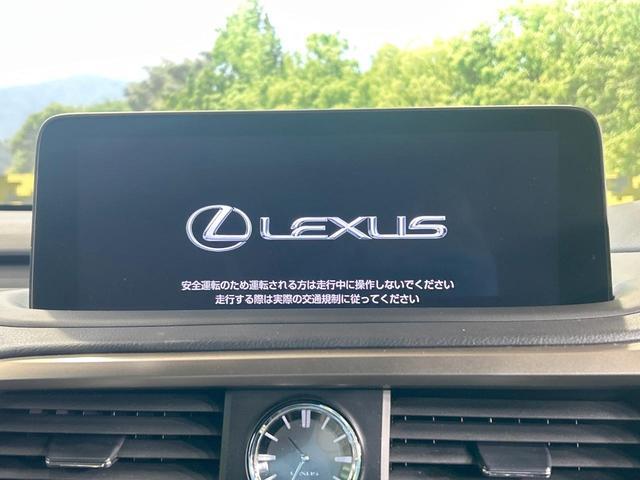 LEXUS
安全運転のため運転される方は走行中に操作しないでください
走行する際は実際の交通規制に従ってください
LEXUS